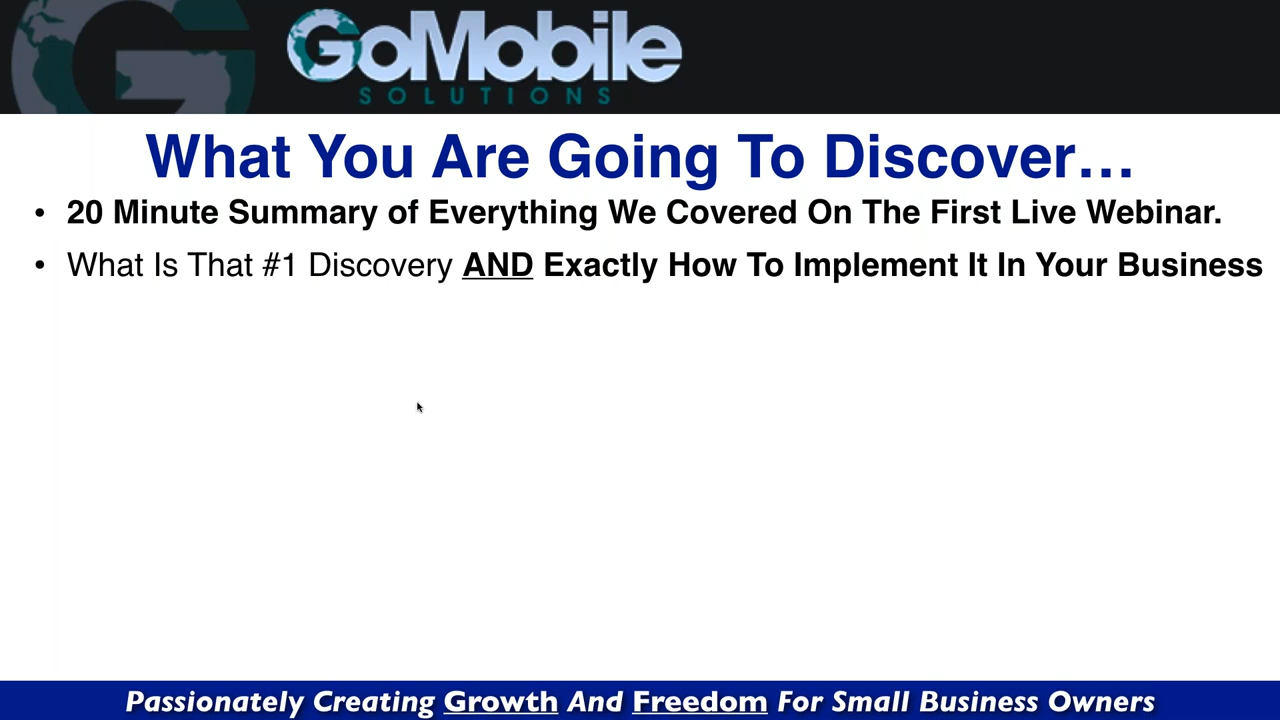 GoMobile
SOLUTIONS
What You Are Going To Discover…
• 20 Minute Summary of Everything We Covered On The First Live Webinar.
• What Is That #1 Discovery AND Exactly How To Implement It In Your Business
Passionately Creating Growth And Freedom For Small Business Owners